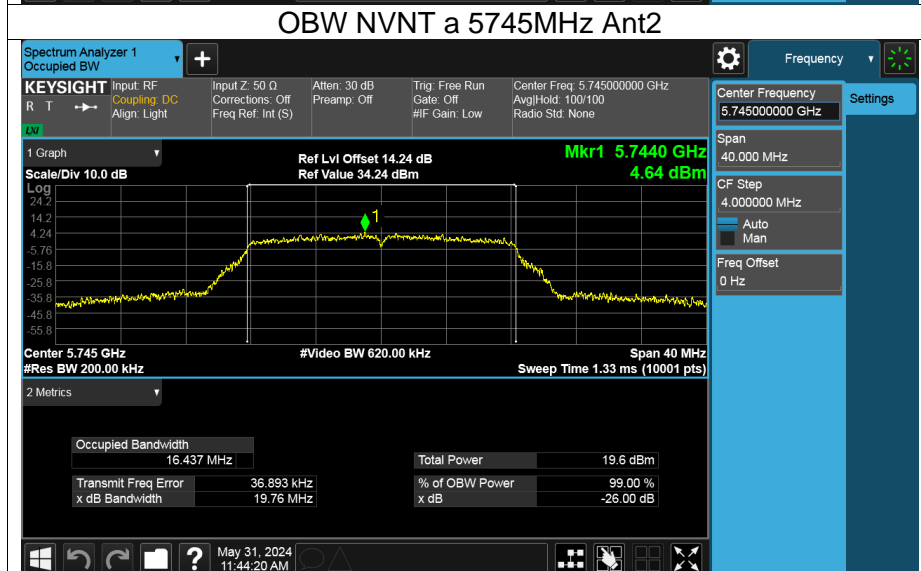 OBW NVNT a 5745MHz Ant2
Spectrum Analyzer 1
Occupied BW
+
Frequency
KEYSIGHT
R T
LXI
Input: RF
Coupling: DC
Align: Light
Input Z: 50 Ω
Corrections: Off
Freq Ref: Int (S)
Atten: 30 dB
Preamp: Off
Trig: Free Run
Gate: Off
#IF Gain: Low
Center Freq: 5.745000000 GHz
Avg|Hold: 100/100
Radio Std: None
Center Frequency
5.745000000 GHz
Settings
Span
40.000 MHz
CF Step
4.000000 MHz
Auto
Man
Freq Offset
0 Hz
1 Graph
Scale/Div 10.0 dB
Ref Lvl Offset 14.24 dB
Ref Value 34.24 dBm
Mkr1 5.7440 GHz
4.64 dBm
Log
24.2
14.2
4.24
-5.76
-15.8
-25.8
-35.8
-45.8
-55.8
1
Center 5.745 GHz
#Video BW 620.00 kHz
Span 40 MHz
#Res BW 200.00 kHz
Sweep Time 1.33 ms (10001 pts)
2 Metrics
Occupied Bandwidth
16.437 MHz
Total Power 19.6 dBm
Transmit Freq Error 36.893 kHz
% of OBW Power 99.00 %
x dB Bandwidth 19.76 MHz
x dB -26.00 dB
?
May 31, 2024
11:44:20 AM